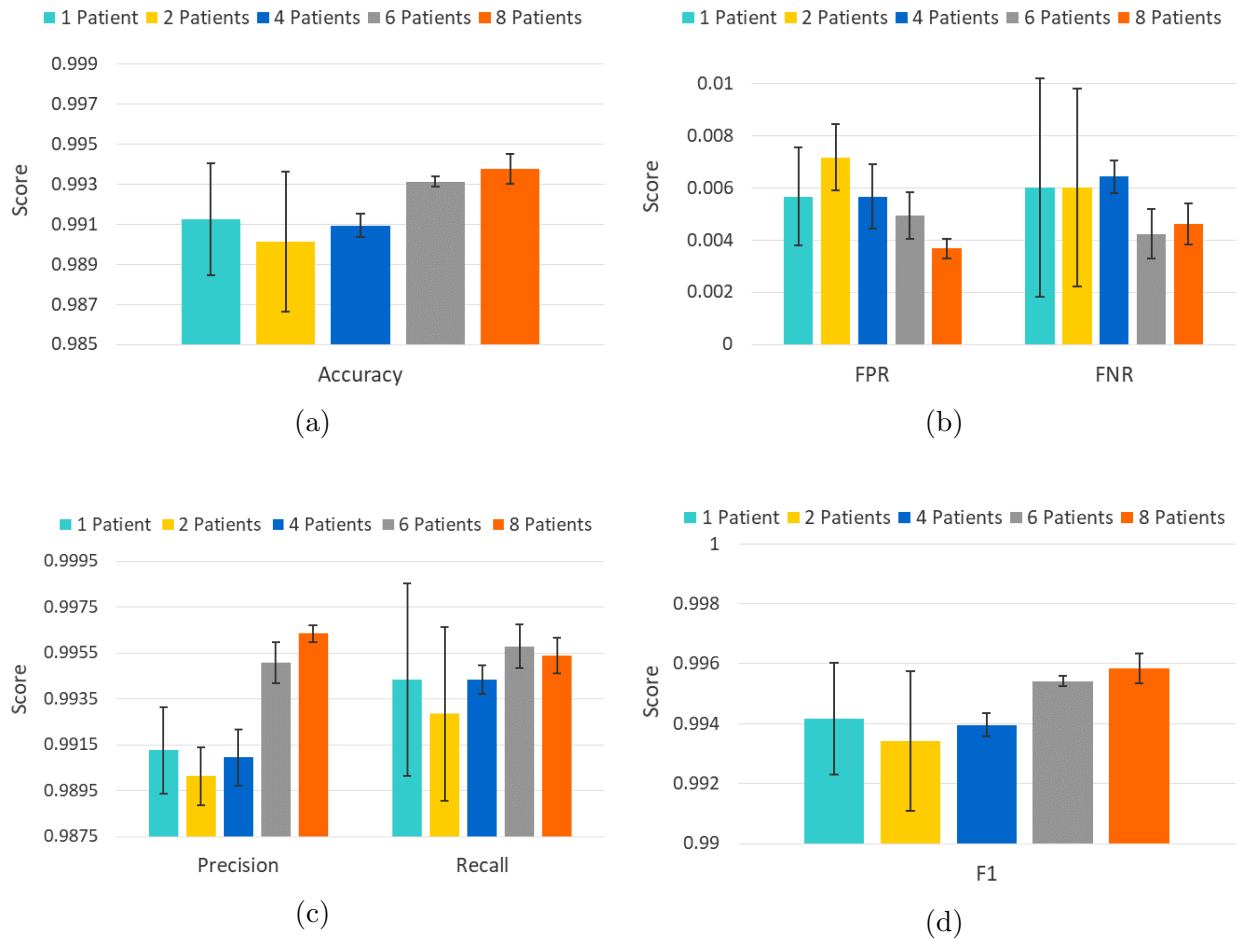 1 Patient 2 Patients 4 Patients 6 Patients 8 Patients
0.999
0.997
0.995
0.993
0.991
0.989
0.987
0.985
Score
Accuracy
(a)
1 Patient 2 Patients 4 Patients 6 Patients 8 Patients
0.01
0.008
0.006
0.004
0.002
0
Score
FPR FNR
(b)
1 Patient 2 Patients 4 Patients 6 Patients 8 Patients
0.9995
0.9975
0.9955
0.9935
0.9915
0.9895
0.9875
Score
Precision Recall
(c)
1 Patient 2 Patients 4 Patients 6 Patients 8 Patients
1
0.998
0.996
0.994
0.992
0.99
Score
F1
(d)